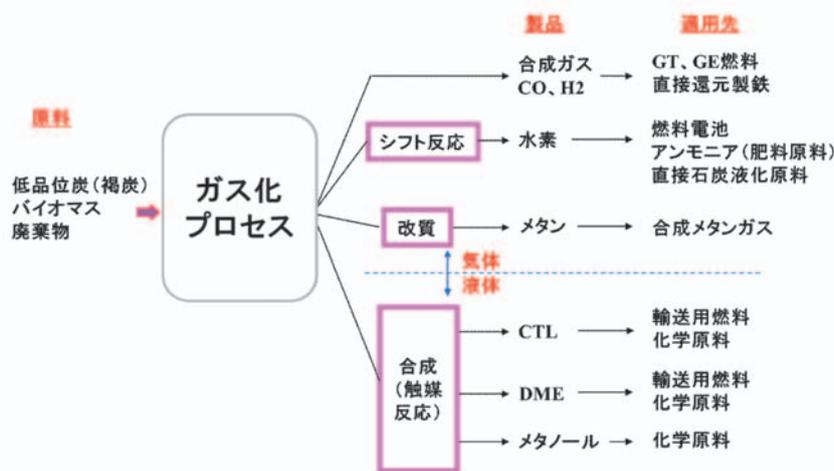 製品
適用先
合成ガス
CO、H2
GT、GE燃料
直接還元製鉄
原料
シフト反応
水素
燃料電池
アンモニア(肥料原料)
直接石炭液化原料
低品位炭(褐炭)
バイオマス
廃棄物
ガス化
プロセス
改質
メタン
合成メタンガス
気体
液体
合成
(触媒
反応)
CTL
輸送用燃料
化学原料
DME
輸送用燃料
化学原料
メタノール
化学原料